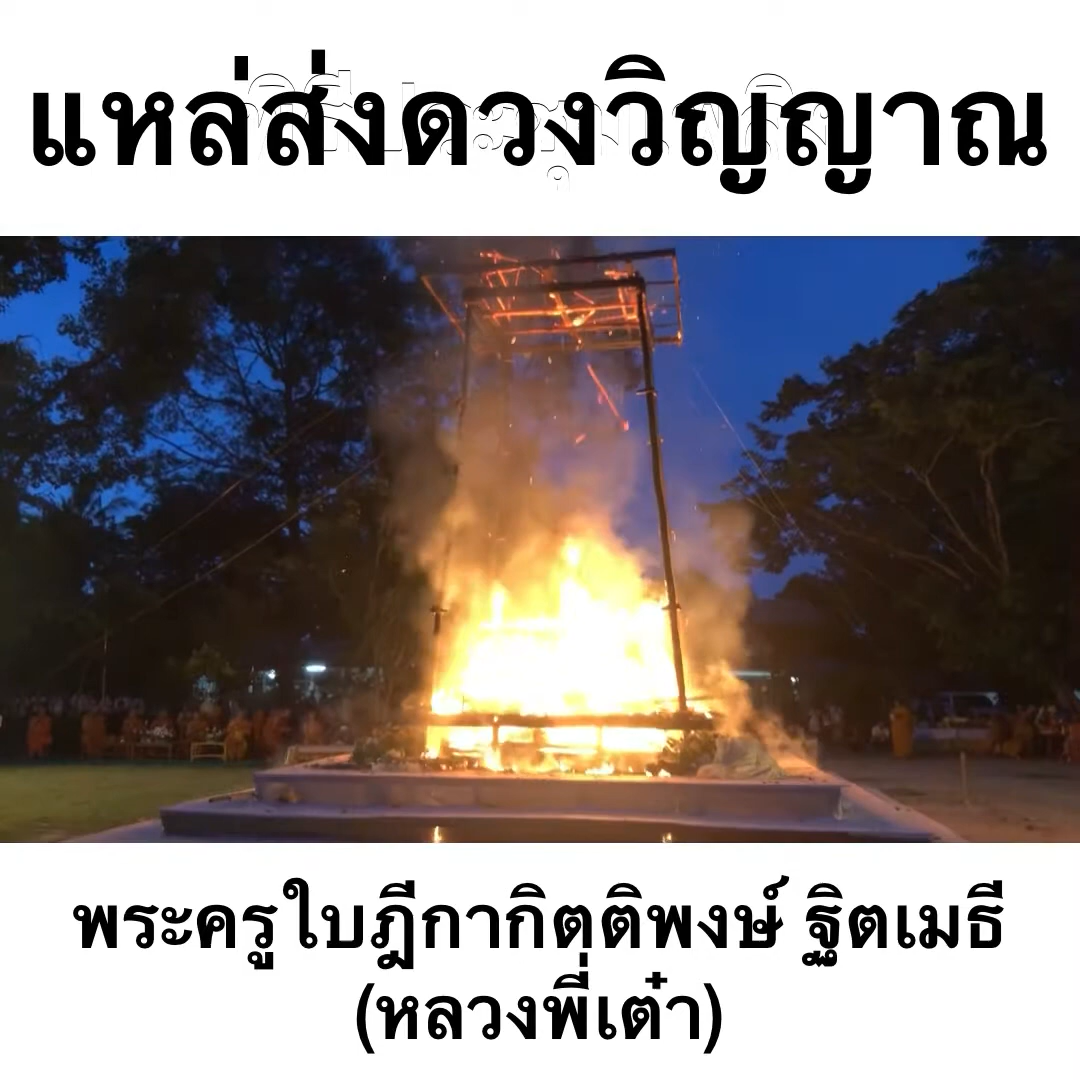 แหล่ส่งดวงวิญญาณ
พระครูใบฎีกากิตติพงษ์ ฐิตเมธี
(หลวงพี่เต๋า)